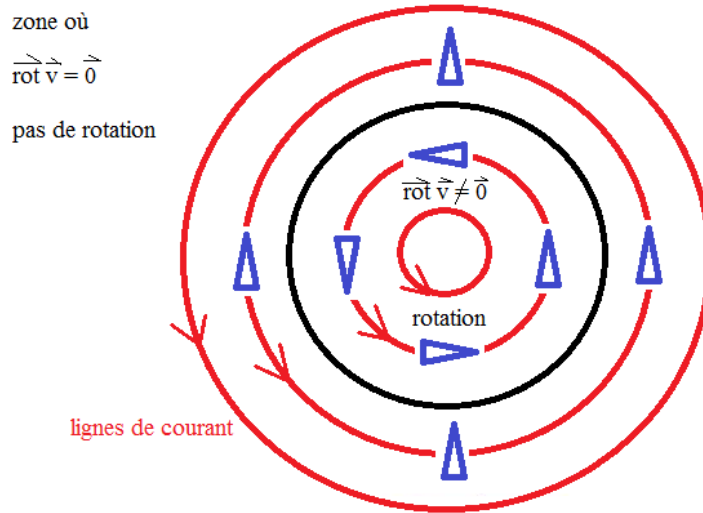 zone où
rot v = 0
pas de rotation
rot v ≠ 0
rotation
lignes de courant